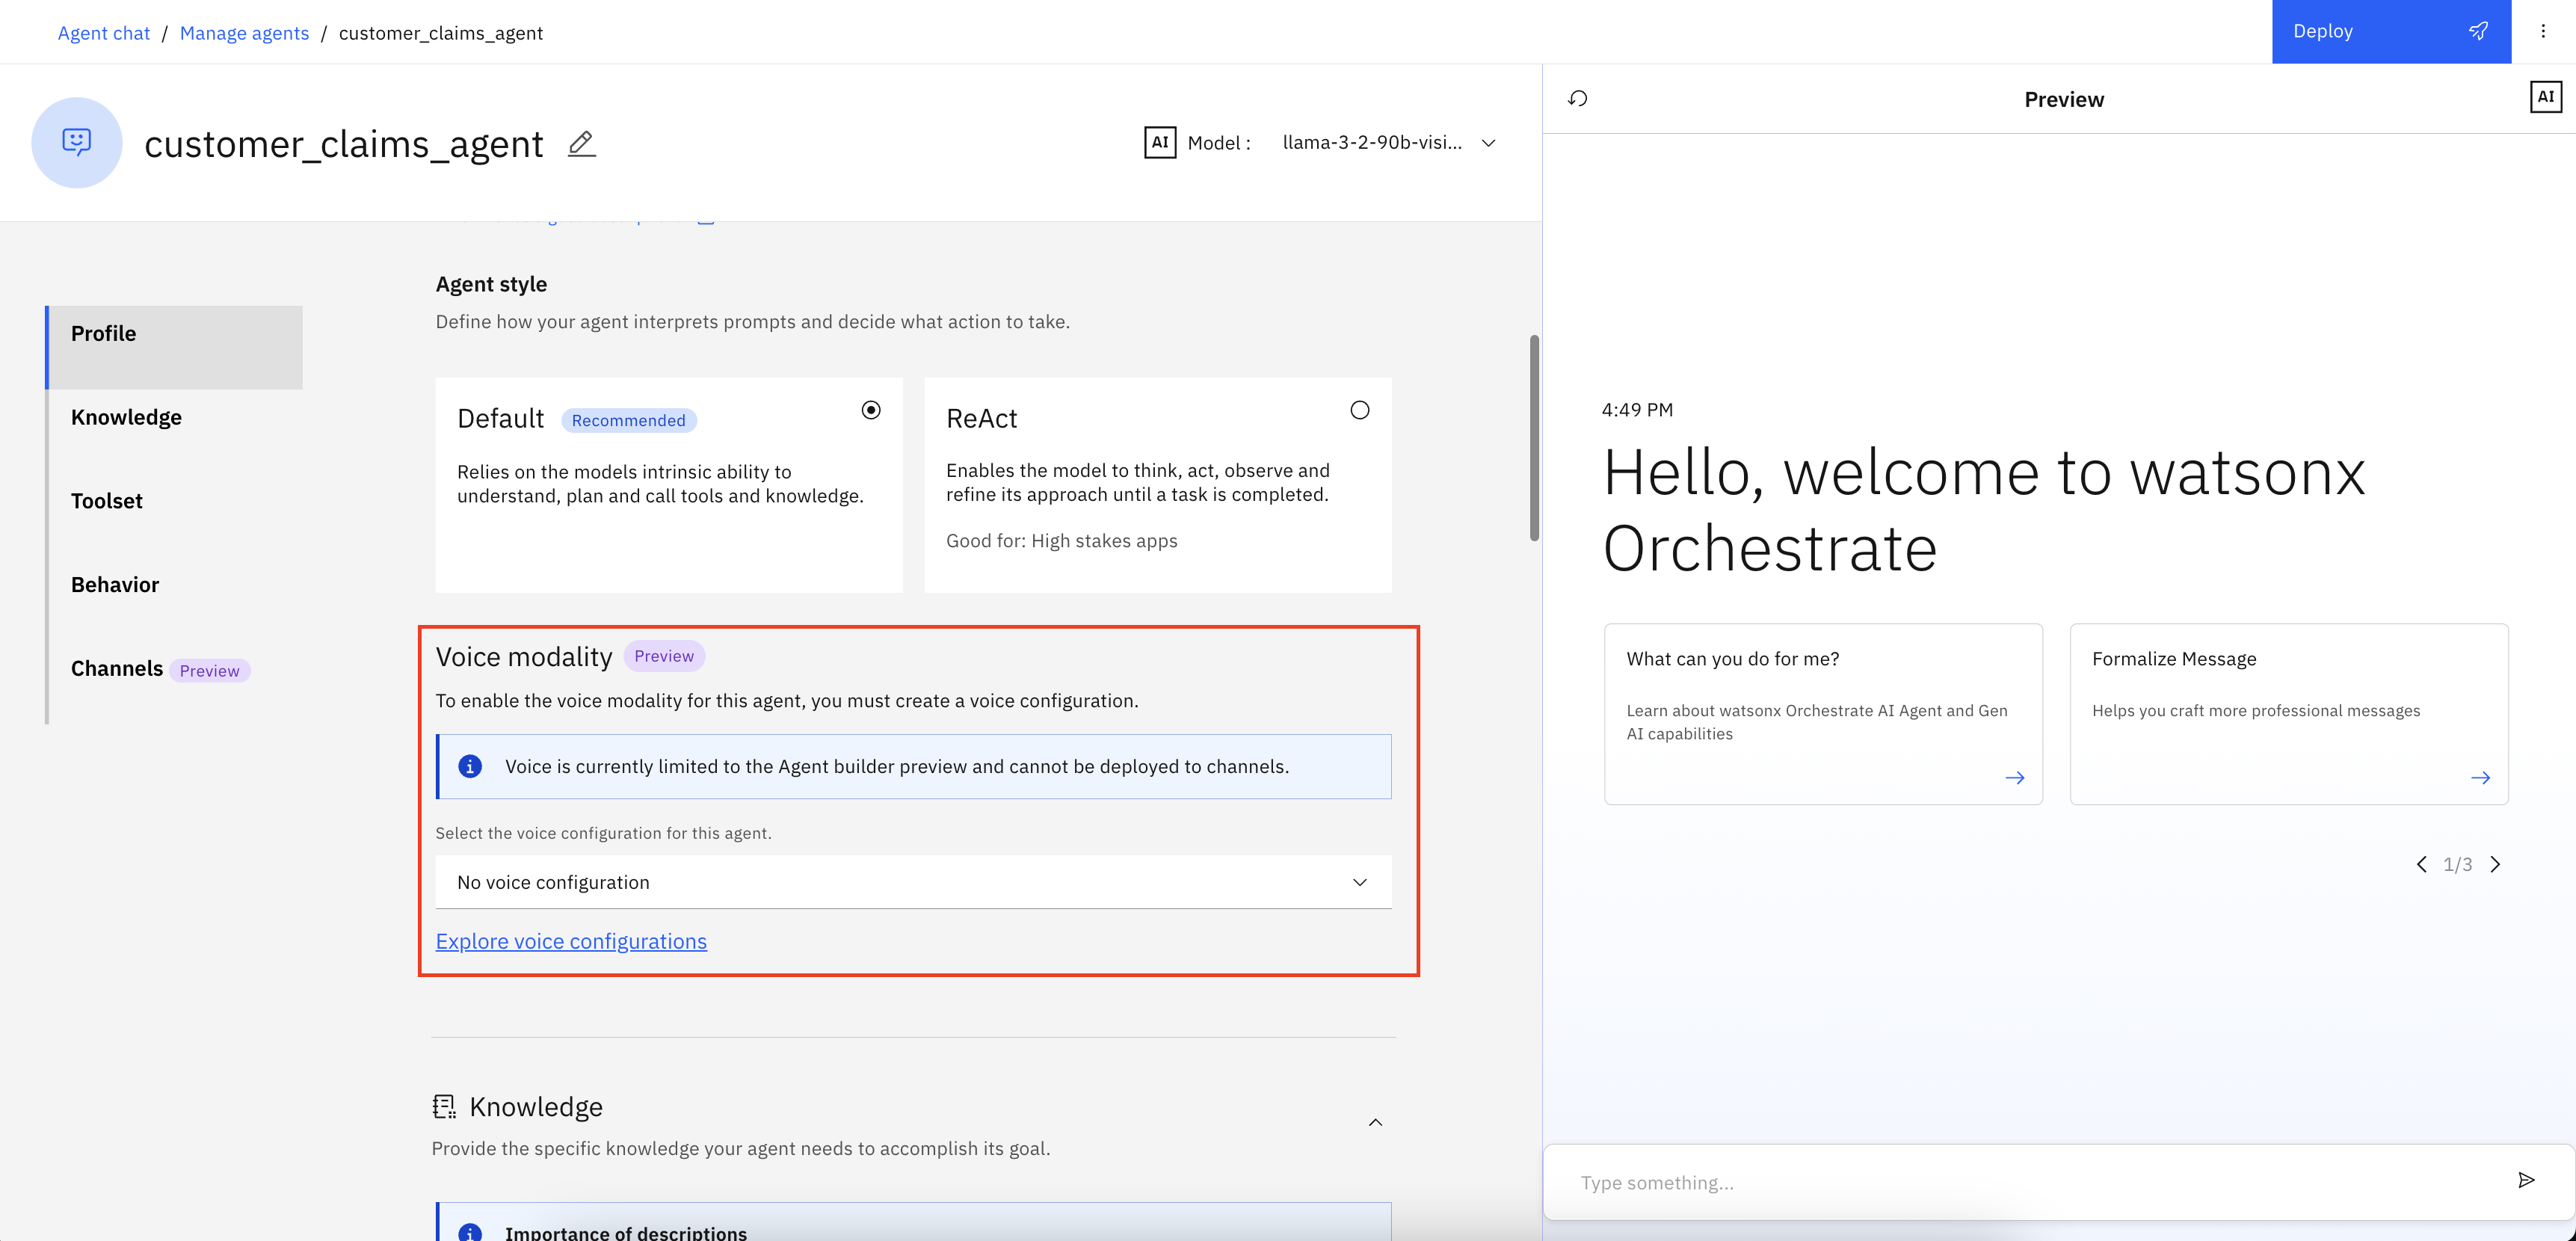 Agent chat / Manage agents / customer_claims_agent
Deploy
customer_claims_agent
AI Model : llama-3-2-90b-visi...
Preview
AI
Agent style
Define how your agent interprets prompts and decide what action to take.
Profile
Knowledge
Toolset
Behavior
Channels Preview
Default Recommended
Relies on the models intrinsic ability to
understand, plan and call tools and knowledge.
ReAct
Enables the model to think, act, observe and
refine its approach until a task is completed.
Good for: High stakes apps
Voice modality Preview
To enable the voice modality for this agent, you must create a voice configuration.
Voice is currently limited to the Agent builder preview and cannot be deployed to channels.
Select the voice configuration for this agent.
No voice configuration
Explore voice configurations
Knowledge
Provide the specific knowledge your agent needs to accomplish its goal.
Importance of descriptions
4:49 PM
Hello, welcome to watsonx
Orchestrate
What can you do for me?
Learn about watsonx Orchestrate AI Agent and Gen
AI capabilities
Formalize Message
Helps you craft more professional messages
1/3
Type something...